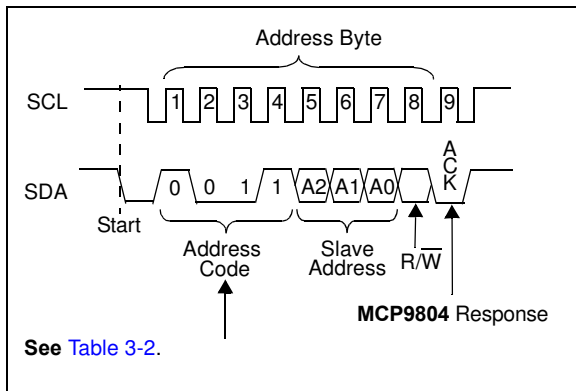 Address Byte
SCL 1 2 3 4 5 6 7 8 9
SDA 0 0 1 1 A2 A1 A0 ACK
Start
Address Code
Slave Address
R/W̅
MCP9804 Response
See Table 3-2.